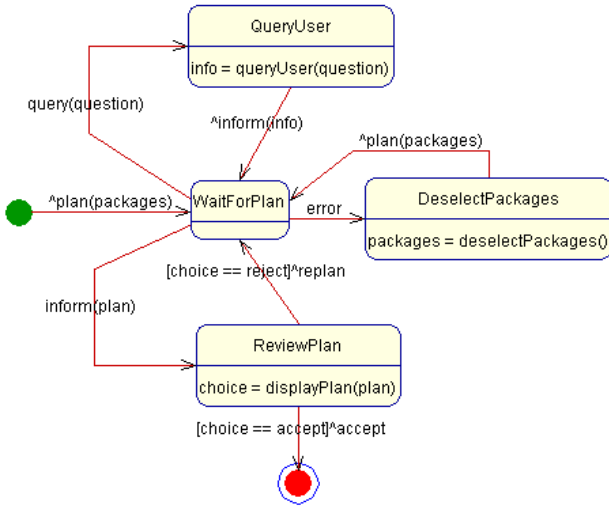 QueryUser
info = queryUser(question)
query(question)
^inform(info)
^plan(packages)
^plan(packages)
WaitForPlan
error
DeselectPackages
packages = deselectPackages()
[choice == reject]^replan
inform(plan)
ReviewPlan
choice = displayPlan(plan)
[choice == accept]^accept